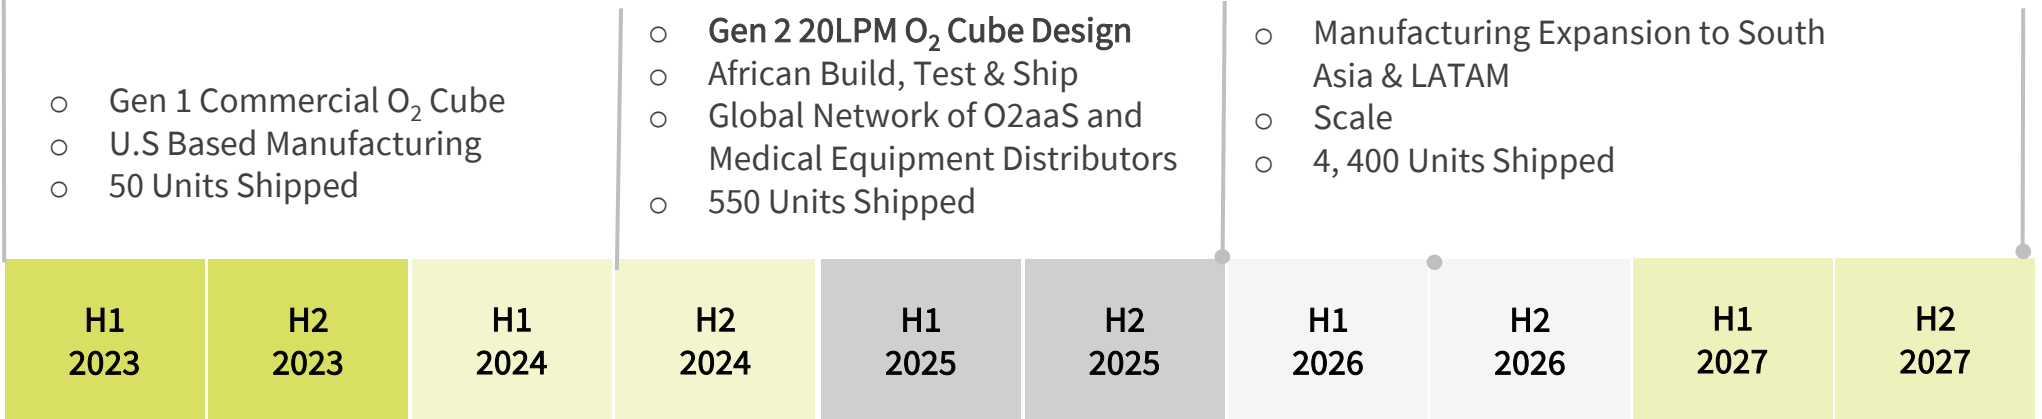 ○ Gen 1 Commercial O₂ Cube
○ U.S Based Manufacturing
○ 50 Units Shipped
○ Gen 2 20LPM O₂ Cube Design
○ African Build, Test & Ship
○ Global Network of O2aaS and
Medical Equipment Distributors
○ 550 Units Shipped
○ Manufacturing Expansion to South
Asia & LATAM
○ Scale
○ 4, 400 Units Shipped
H1
2023
H2
2023
H1
2024
H2
2024
H1
2025
H2
2025
H1
2026
H2
2026
H1
2027
H2
2027